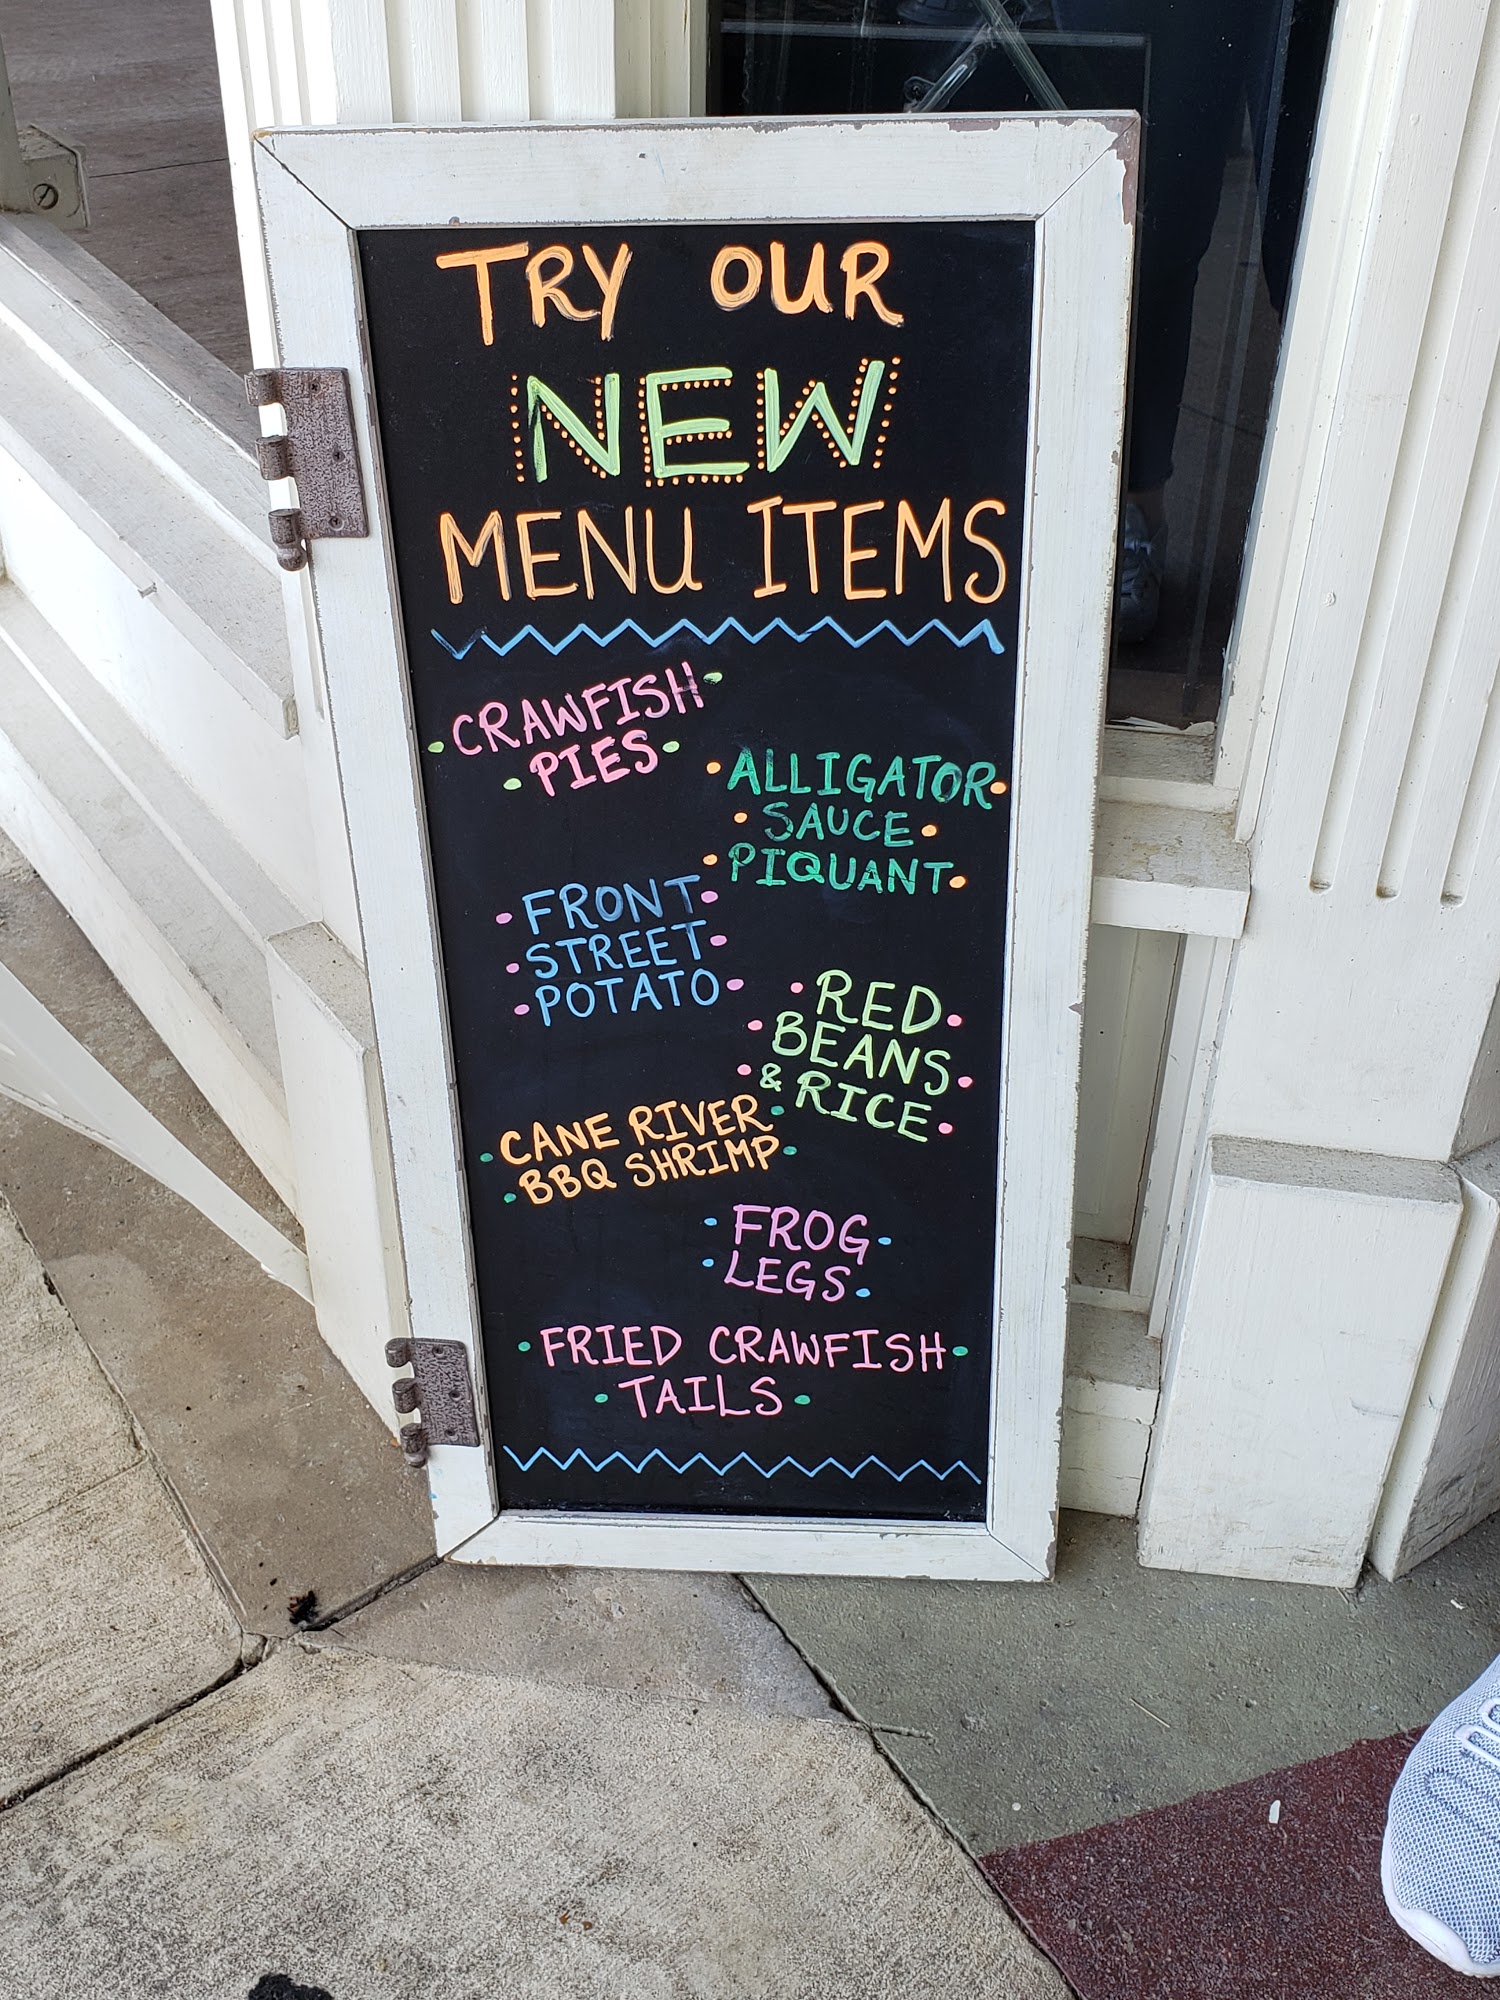 TRY OUR
NEW
MENU ITEMS
CRAWFISH
PIES
ALLIGATOR
SAUCE
PIQUANT
FRONT
STREET
POTATO
RED
BEANS
& RICE
CANE RIVER
BBQ SHRIMP
FROG
LEGS
FRIED CRAWFISH
TAILS